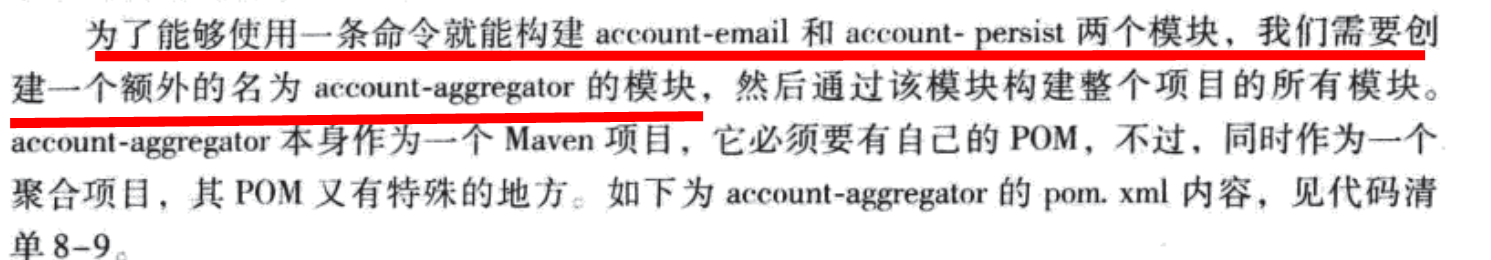 为了能够使用一条命令就能构建 account-email 和 account- persist 两个模块，我们需要创
建一个额外的名为 account-aggregator 的模块，然后通过该模块构建整个项目的所有模块。
account-aggregator 本身作为一个 Maven 项目，它必须要有自己的 POM，不过，同时作为一个
聚合项目，其 POM 又有特殊的地方。如下为 account-aggregator 的 pom. xml 内容，见代码清
单 8-9。